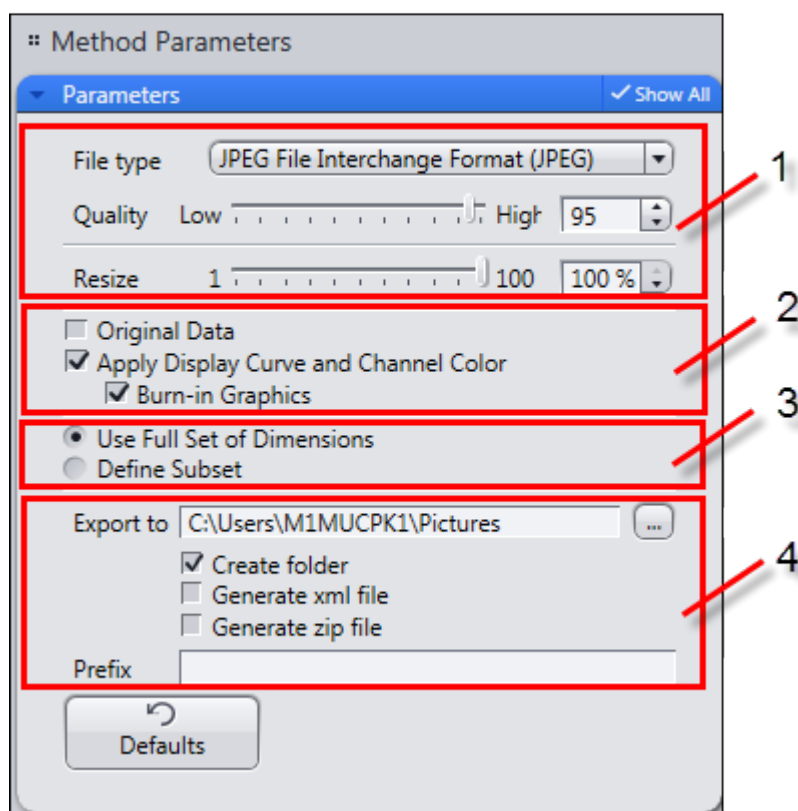 Method Parameters
Parameters Show All
File type JPEG File Interchange Format (JPEG)
1
Quality Low High 95
Resize 1 100 100 %
2
Original Data
Apply Display Curve and Channel Color
Burn-in Graphics
3
Use Full Set of Dimensions
Define Subset
Export to C:\Users\M1MUCPK1\Pictures ...
4
Create folder
Generate xml file
Generate zip file
Prefix
Defaults